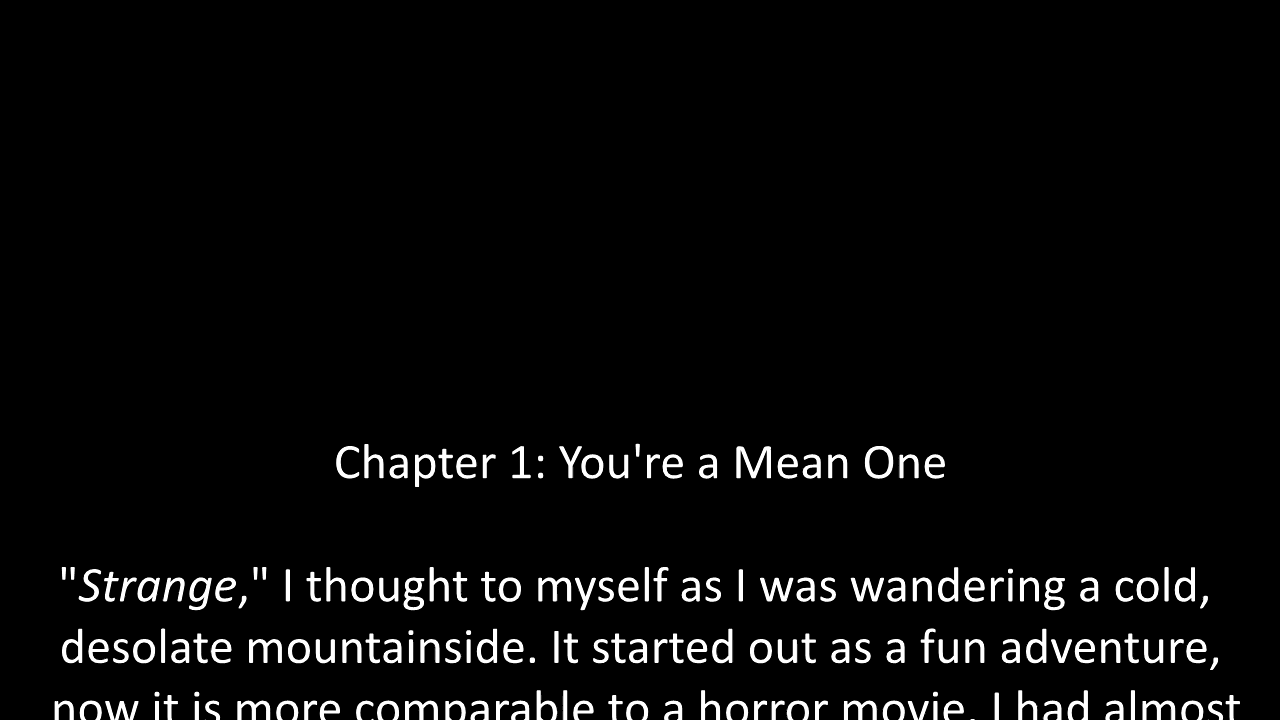 Chapter 1: You're a Mean One
"Strange," I thought to myself as I was wandering a cold,
desolate mountainside. It started out as a fun adventure,
now it is more comparable to a horror movie. I had almost